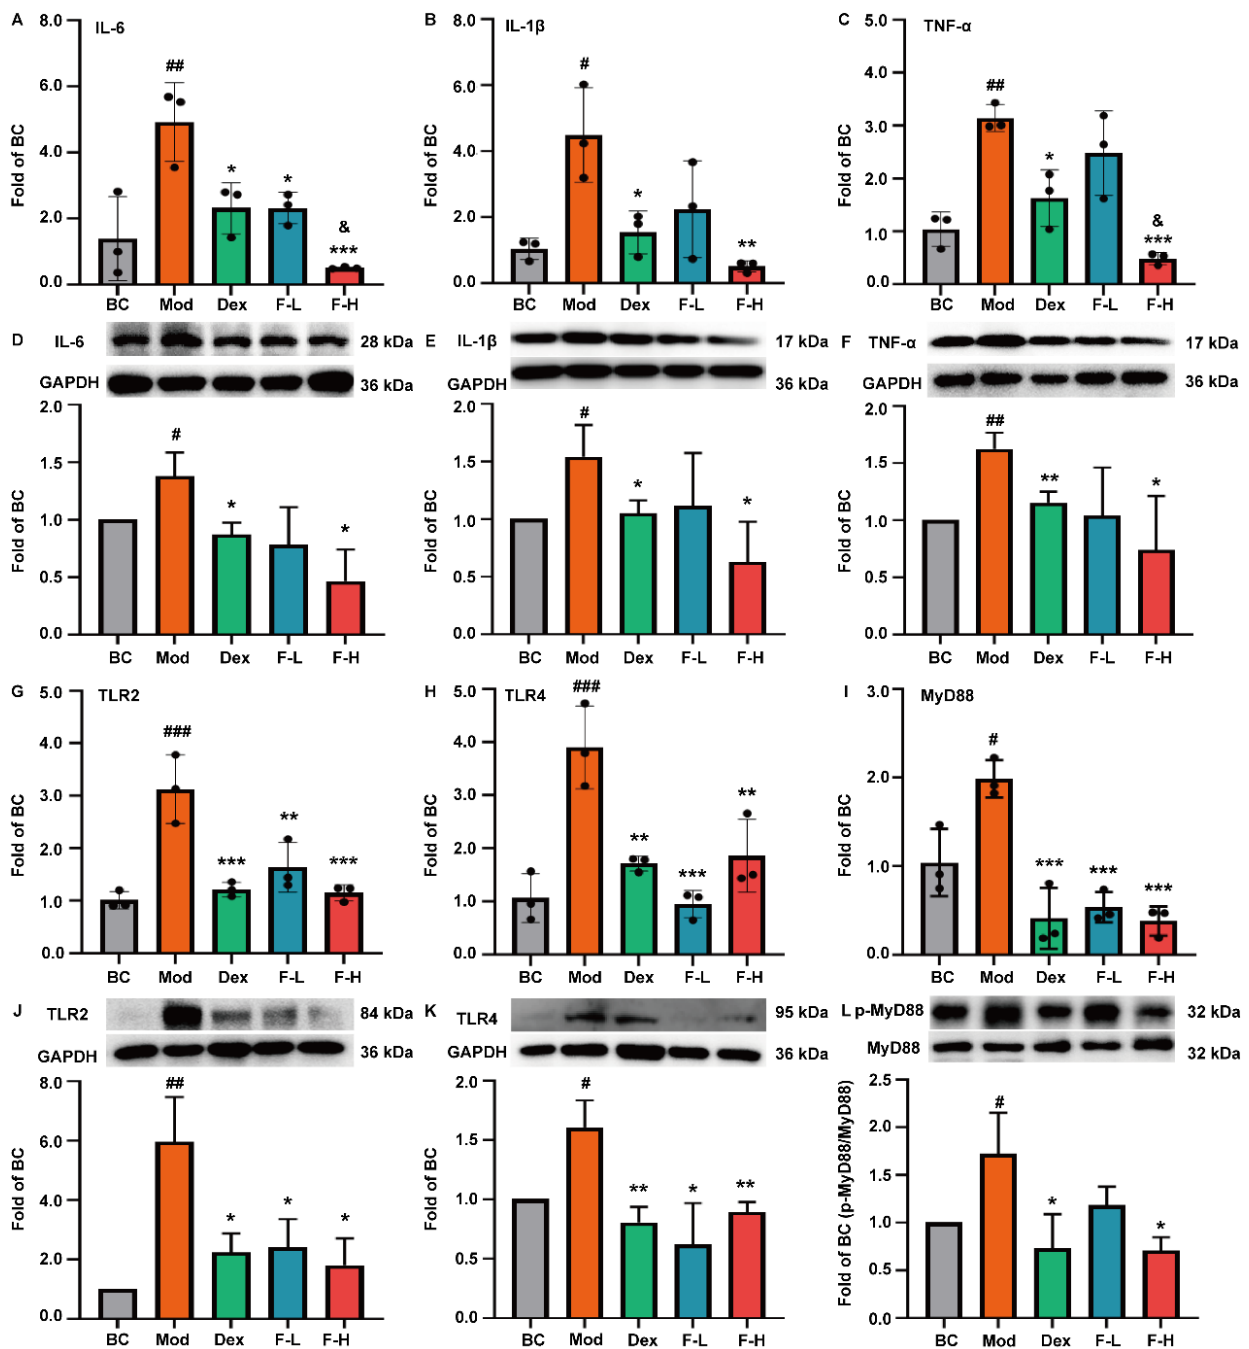 A IL-6
8.0
6.0
4.0
2.0
0.0
Fold of BC
##
*
*
&
***
BC Mod Dex F-L F-H
B IL-1β
8.0
6.0
4.0
2.0
0.0
Fold of BC
#
*
**
BC Mod Dex F-L F-H
C TNF-α
5.0
4.0
3.0
2.0
1.0
0.0
Fold of BC
##
*
&
***
BC Mod Dex F-L F-H
D IL-6 28 kDa
GAPDH 36 kDa
2.0
1.5
1.0
0.5
0.0
Fold of BC
#
*
*
BC Mod Dex F-L F-H
E IL-1β 17 kDa
GAPDH 36 kDa
2.0
1.5
1.0
0.5
0.0
Fold of BC
#
*
*
BC Mod Dex F-L F-H
F TNF-α 17 kDa
GAPDH 36 kDa
2.0
1.5
1.0
0.5
0.0
Fold of BC
##
**
*
BC Mod Dex F-L F-H
G TLR2
5.0
4.0
3.0
2.0
1.0
0.0
Fold of BC
###
***
**
***
BC Mod Dex F-L F-H
H TLR4
5.0
4.0
3.0
2.0
1.0
0.0
Fold of BC
###
**
***
**
BC Mod Dex F-L F-H
I MyD88
3.0
2.0
1.0
0.0
Fold of BC
#
***
***
***
BC Mod Dex F-L F-H
J TLR2 84 kDa
GAPDH 36 kDa
8.0
6.0
4.0
2.0
0.0
Fold of BC
##
*
*
*
BC Mod Dex F-L F-H
K TLR4 95 kDa
GAPDH 36 kDa
2.0
1.5
1.0
0.5
0.0
Fold of BC
#
**
*
**
BC Mod Dex F-L F-H
L p-MyD88 32 kDa
MyD88 32 kDa
2.5
2.0
1.5
1.0
0.5
0.0
Fold of BC (p-MyD88/MyD88)
#
*
*
BC Mod Dex F-L F-H